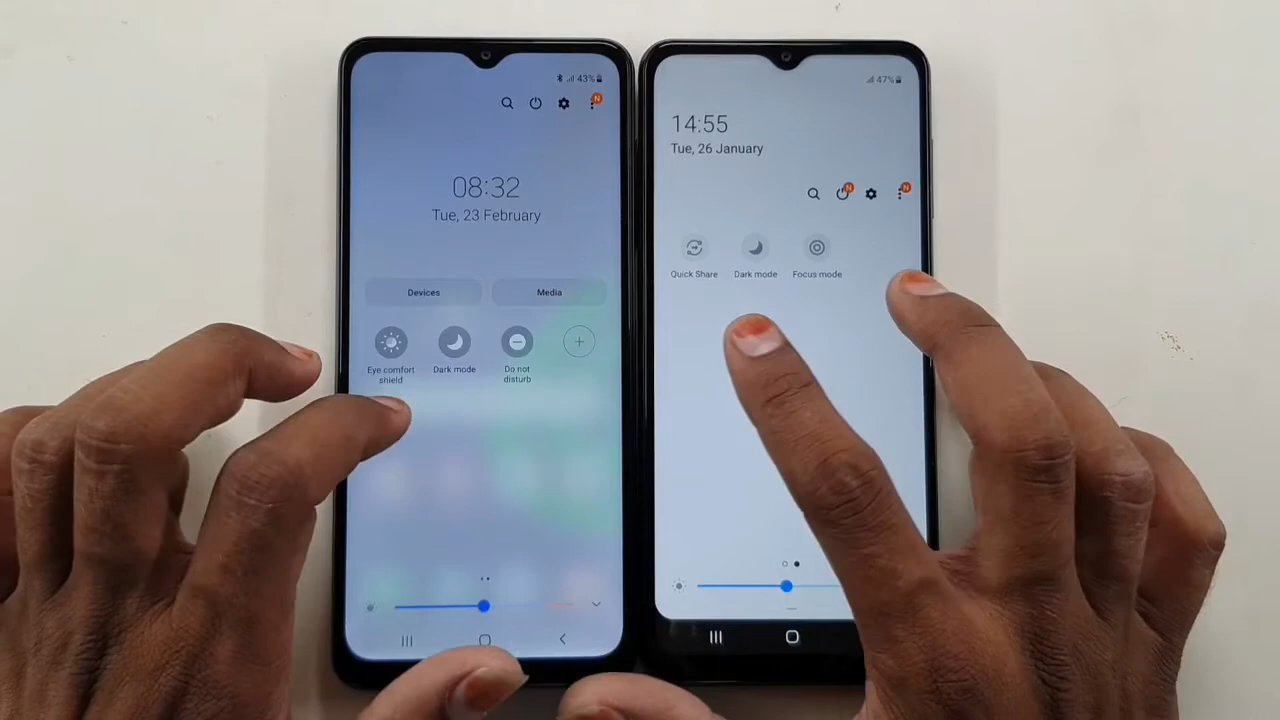 43%
N
08:32
Tue, 23 February
Devices
Media
Eye comfort
shield
Dark mode
Do not
disturb
47%
14:55
Tue, 26 January
N
N
Quick Share
Dark mode
Focus mode